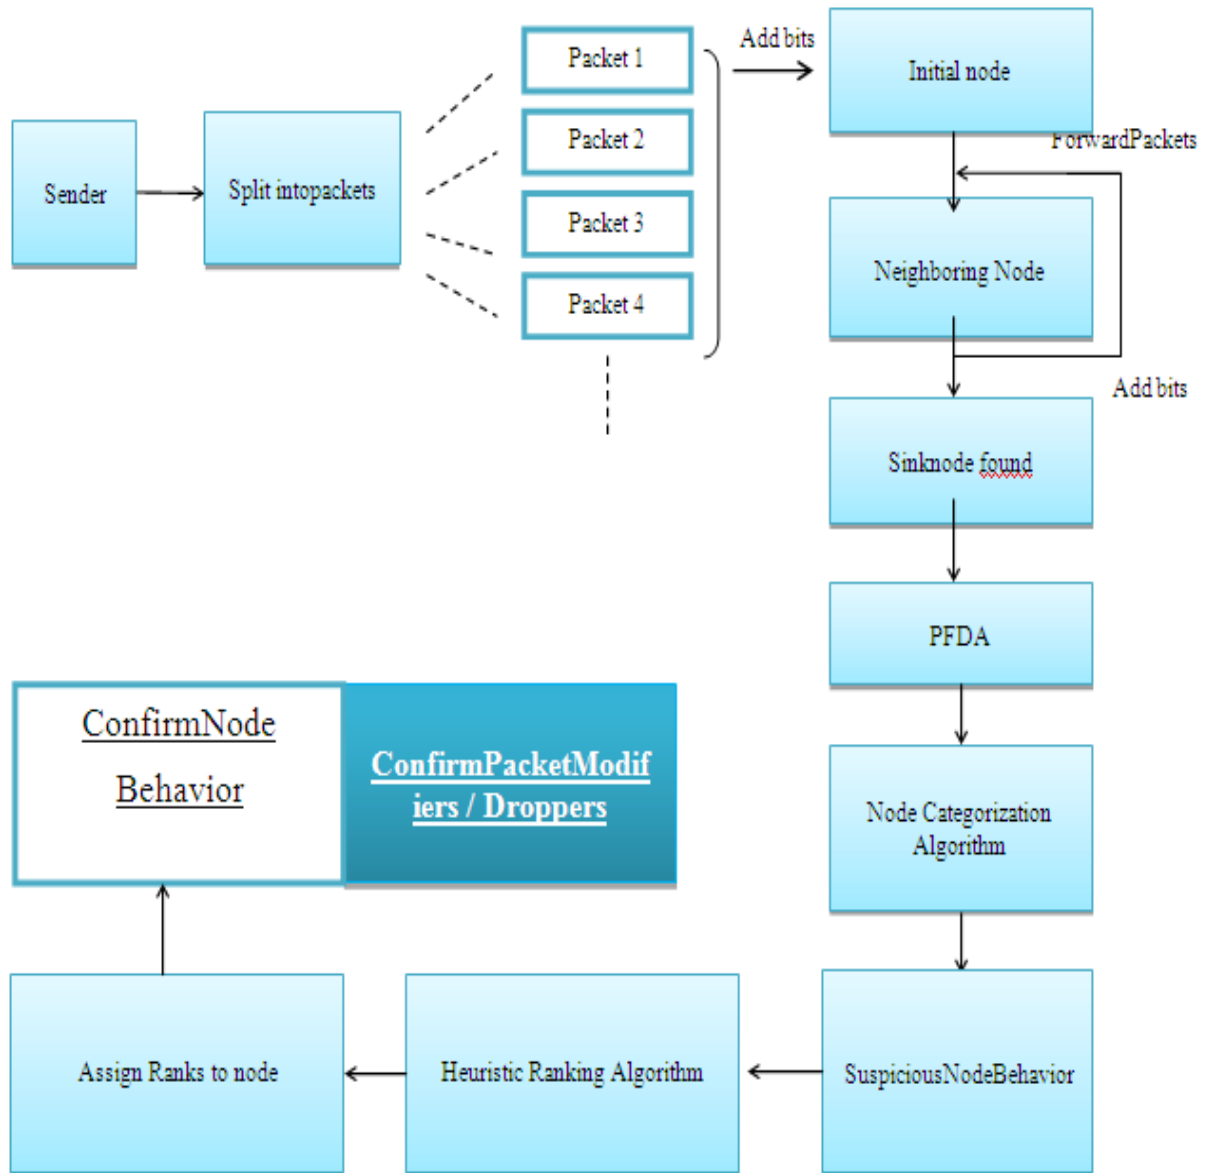 Sender
Split intopackets
Packet 1
Packet 2
Packet 3
Packet 4
Add bits
Initial node
ForwardPackets
Neighboring Node
Add bits
Sinknode found
PFDA
Node Categorization
Algorithm
SuspiciousNodeBehavior
Heuristic Ranking Algorithm
Assign Ranks to node
ConfirmNode
Behavior
ConfirmPacketModif
iers / Droppers